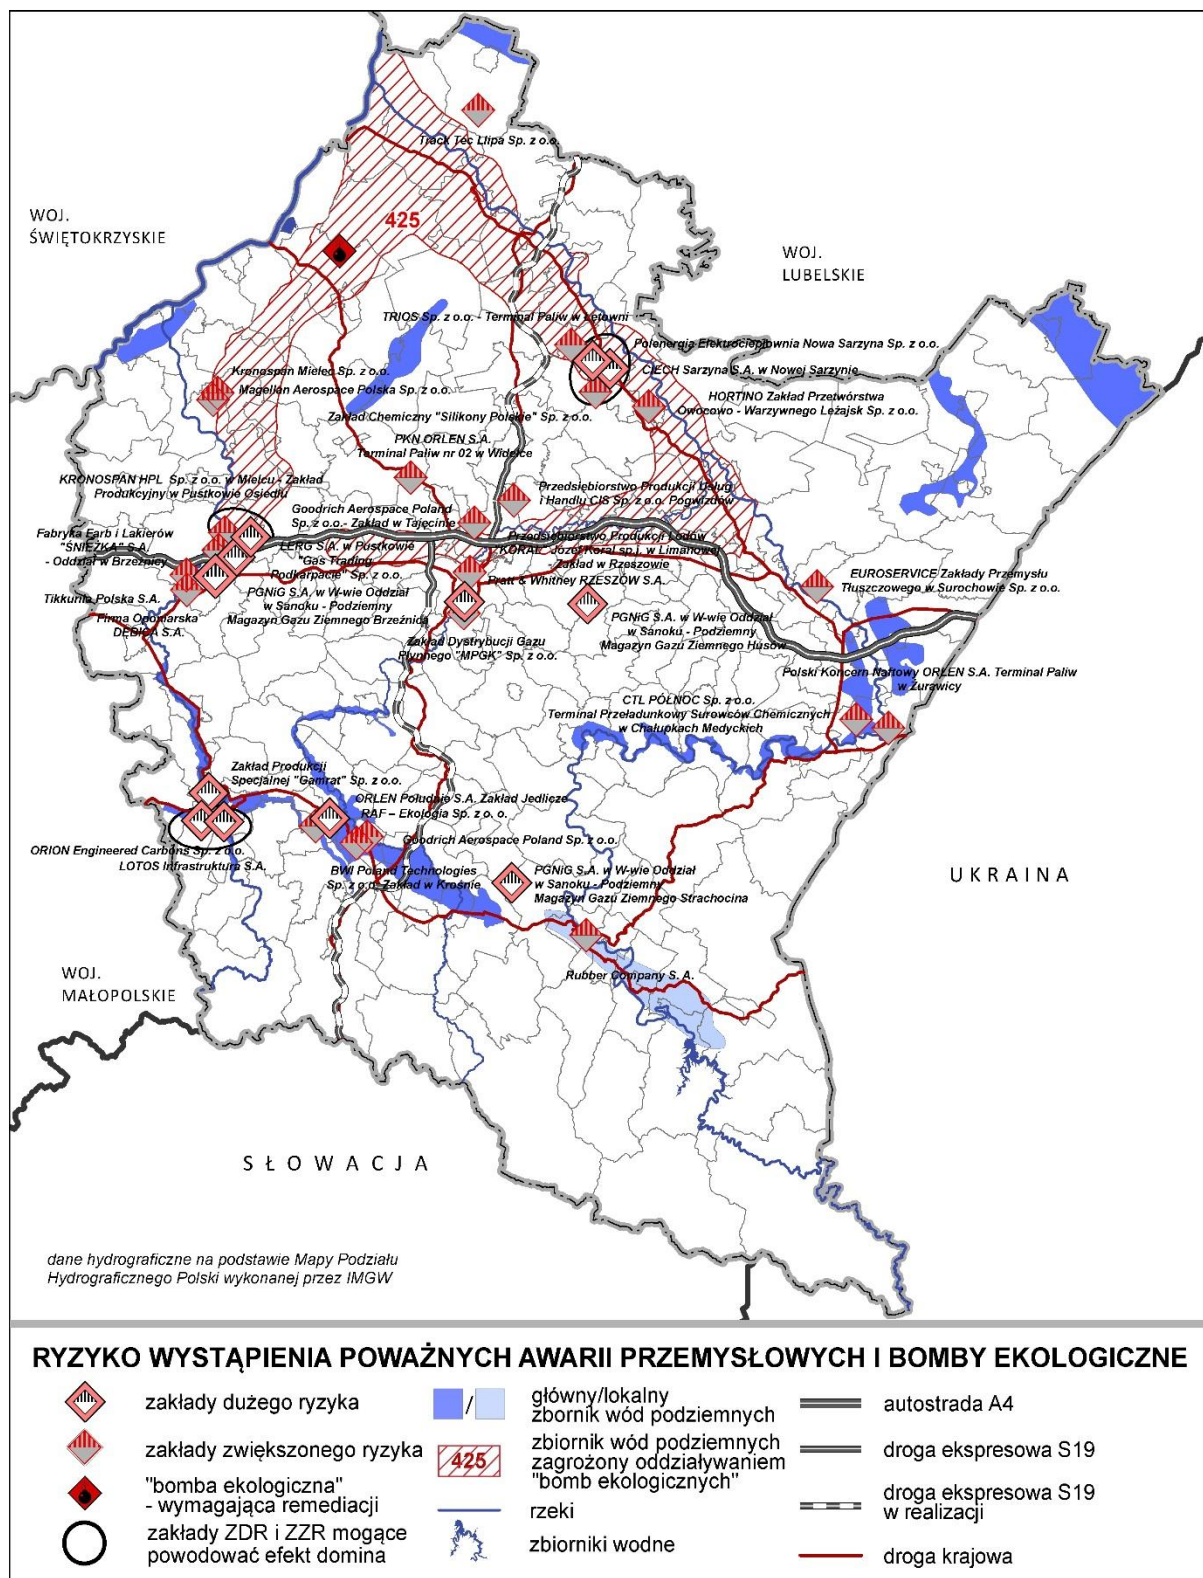 Track Tec Llipa Sp. z o.o.
WOJ.
ŚWIĘTOKRZYSKIE
425
WOJ.
LUBELSKIE
TRIOS Sp. z o.o. - Terminal Paliw w Łętowni
Polenergia Elektrociepłownia Nowa Sarzyna Sp. z o.o.
CIECH Sarzyna S.A. w Nowej Sarzynie
Kronospan Mielec Sp. z o.o.
Magellan Aerospace Polska Sp. z o.o.
HORTINO Zakład Przetwórstwa
Owocowo - Warzywnego Leżajsk Sp. z o.o.
Zakład Chemiczny "Silikony Polskie" Sp. z o.o.
PKN ORLEN S.A.
Terminal Paliw nr 02 w Widełce
KRONOSPAN HPL Sp. z o.o. w Mielcu - Zakład
Produkcyjny w Pustkowie Osiedlu
Przedsiębiorstwo Produkcji Usług
i Handlu CIS Sp. z o.o. Pogwizdów
Goodrich Aerospace Poland
Sp. z o.o.- Zakład w Tajęcinie
Fabryka Farb i Lakierów
"ŚNIEŻKA" S.A.
- Oddział w Brzeźnicy
LERG S.A. w Pustkowie
"Gas Trading
Podkarpacie" Sp. z o.o.
Przedsiębiorstwo Produkcji Lodów
"KORAL" Józef Koral sp.j. w Limanowej
Zakład w Rzeszowie
Pratt & Whitney RZESZÓW S.A.
EUROSERVICE Zakłady Przemysłu
Tłuszczowego w Surochowie Sp. z o.o.
Tikkurila Polska S.A.
PGNiG S.A. w W-wie Oddział
w Sanoku - Podziemny
Magazyn Gazu Ziemnego Brzeźnica
Firma Oponiarska
DĘBICA S.A.
PGNiG S.A. w W-wie Oddział
w Sanoku - Podziemny
Magazyn Gazu Ziemnego Husów
Zakład Dystrybucji Gazu
Płynnego "MPGK" Sp. z o.o.
Polski Koncern Naftowy ORLEN S.A. Terminal Paliw
w Żurawicy
CTL PÓŁNOC Sp. z o.o.
Terminal Przeładunkowy Surowców Chemicznych
w Chałupkach Medyckich
Zakład Produkcji
Specjalnej "Gamrat" Sp. z o.o.
ORLEN Południe S.A. Zakład Jedlicze
RAF – Ekologia Sp. z o. o.
Goodrich Aerospace Poland Sp. z o.o.
ORION Engineered Carbons Sp. z o.o.
LOTOS Infrastruktura S.A.
BWI Poland Technologies
Sp. z o.o. Zakład w Krośnie
PGNiG S.A. w W-wie Oddział
w Sanoku - Podziemny
Magazyn Gazu Ziemnego Strachocina
UKRAINA
Rubber Company S. A.
WOJ.
MAŁOPOLSKIE
SŁOWACJA
dane hydrograficzne na podstawie Mapy Podziału
Hydrograficznego Polski wykonanej przez IMGW
RYZYKO WYSTĄPIENIA POWAŻNYCH AWARII PRZEMYSŁOWYCH I BOMBY EKOLOGICZNE
zakłady dużego ryzyka
zakłady zwiększonego ryzyka
"bomba ekologiczna"
- wymagająca remediacji
zakłady ZDR i ZZR mogące
powodować efekt domina
/
główny/lokalny
zbornik wód podziemnych
425
zbiornik wód podziemnych
zagrożony oddziaływaniem
"bomb ekologicznych"
rzeki
zbiorniki wodne
autostrada A4
droga ekspresowa S19
droga ekspresowa S19
w realizacji
droga krajowa